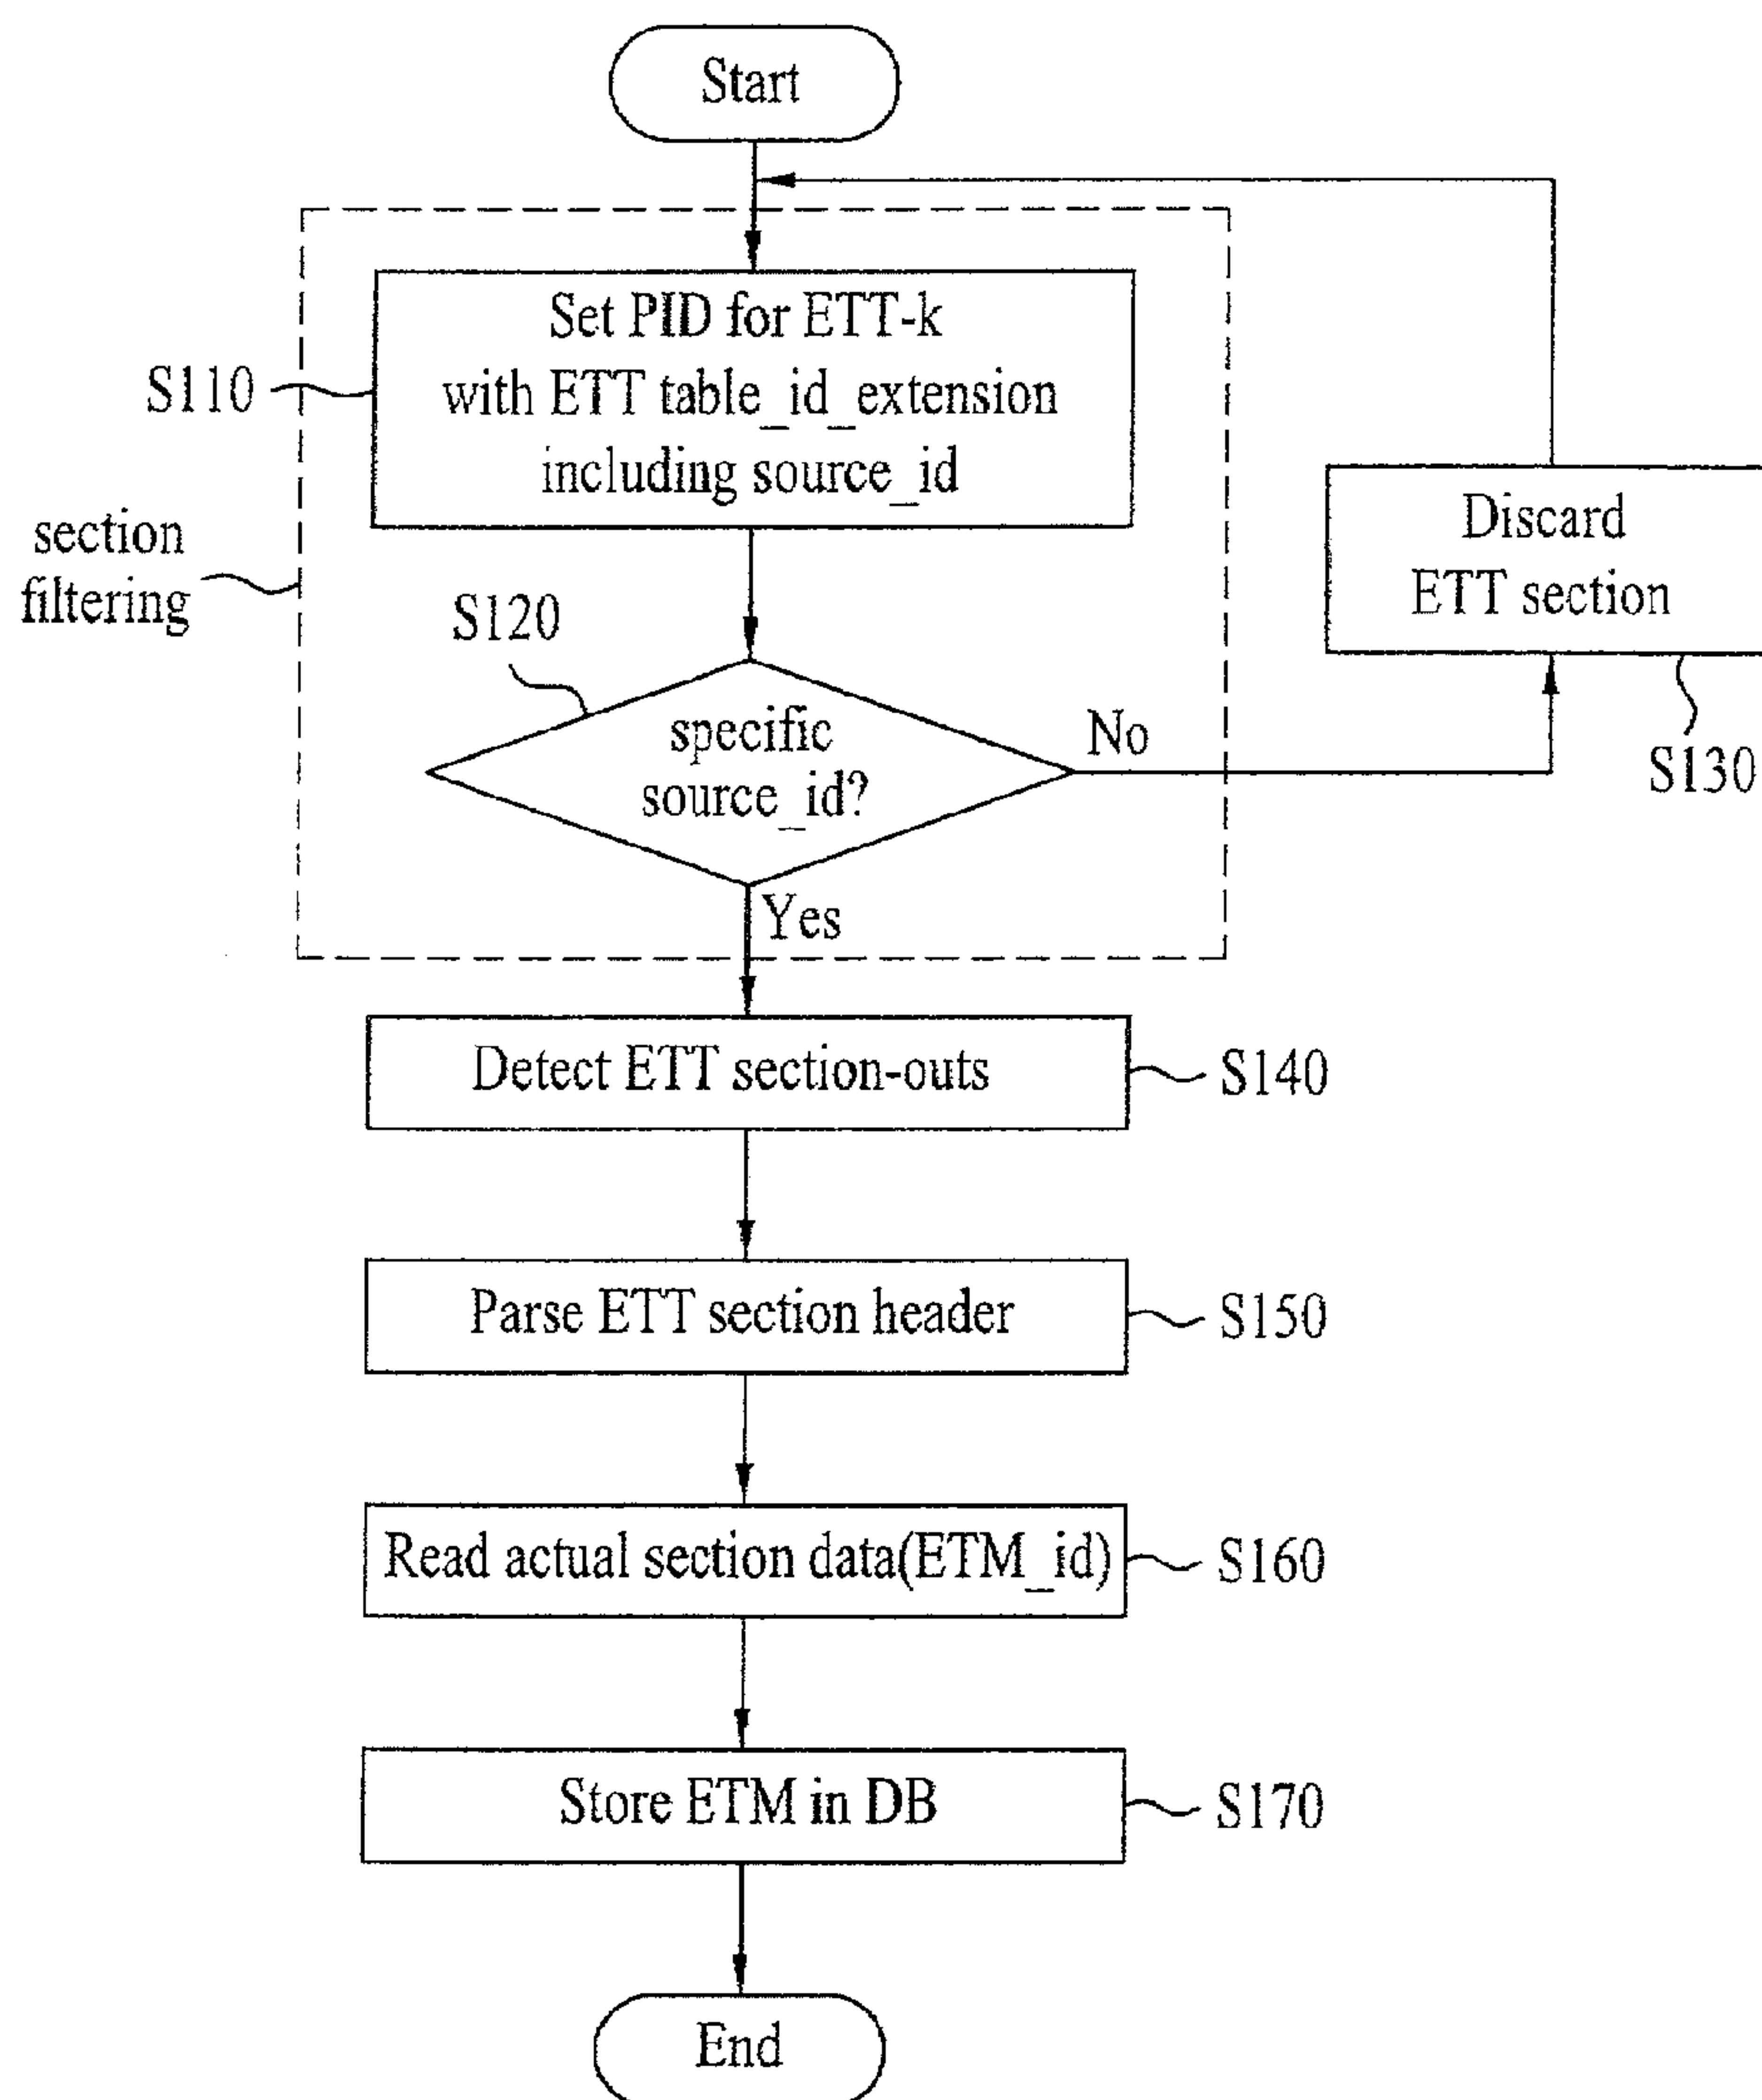 Start
Set PID for ETT-k
with ETT table_id_extension
including source_id
S110
section
filtering
Discard
ETT section
S130
S120
specific
source_id?
No
Yes
Detect ETT section-outs
S140
Parse ETT section header
S150
Read actual section data(ETM_id)
S160
Store ETM in DB
S170
End